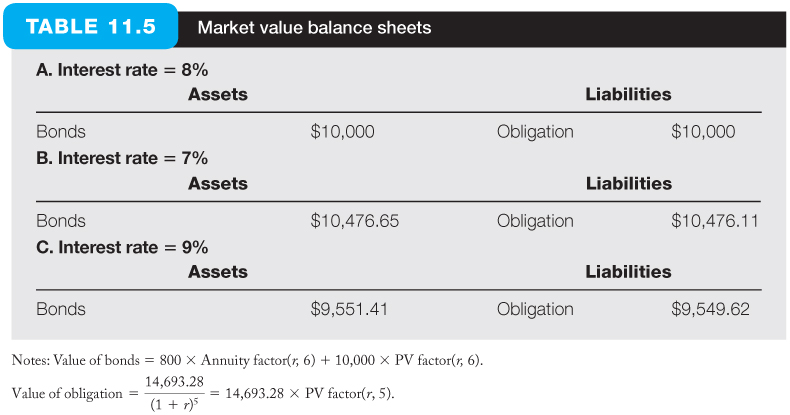 TABLE 11.5 Market value balance sheets
A. Interest rate = 8%
Assets Liabilities
Bonds $10,000 Obligation $10,000
B. Interest rate = 7%
Assets Liabilities
Bonds $10,476.65 Obligation $10,476.11
C. Interest rate = 9%
Assets Liabilities
Bonds $9,551.41 Obligation $9,549.62
Notes: Value of bonds = 800 × Annuity factor(r, 6) + 10,000 × PV factor(r, 6).
Value of obligation = 14,693.28 / (1 + r)⁵ = 14,693.28 × PV factor(r, 5).